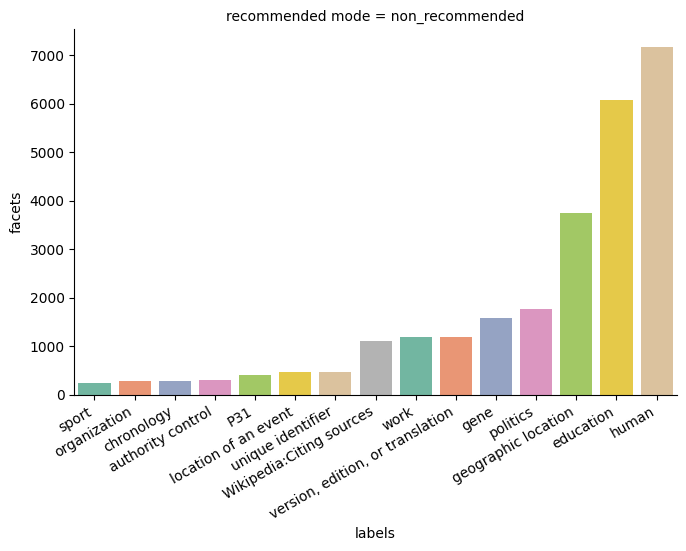 recommended mode = non_recommended
7000
6000
5000
4000
3000
2000
1000
0
facets
sport
organization
chronology
authority control
P31
location of an event
unique identifier
Wikipedia:Citing sources
work
version, edition, or translation
gene
politics
geographic location
education
human
labels